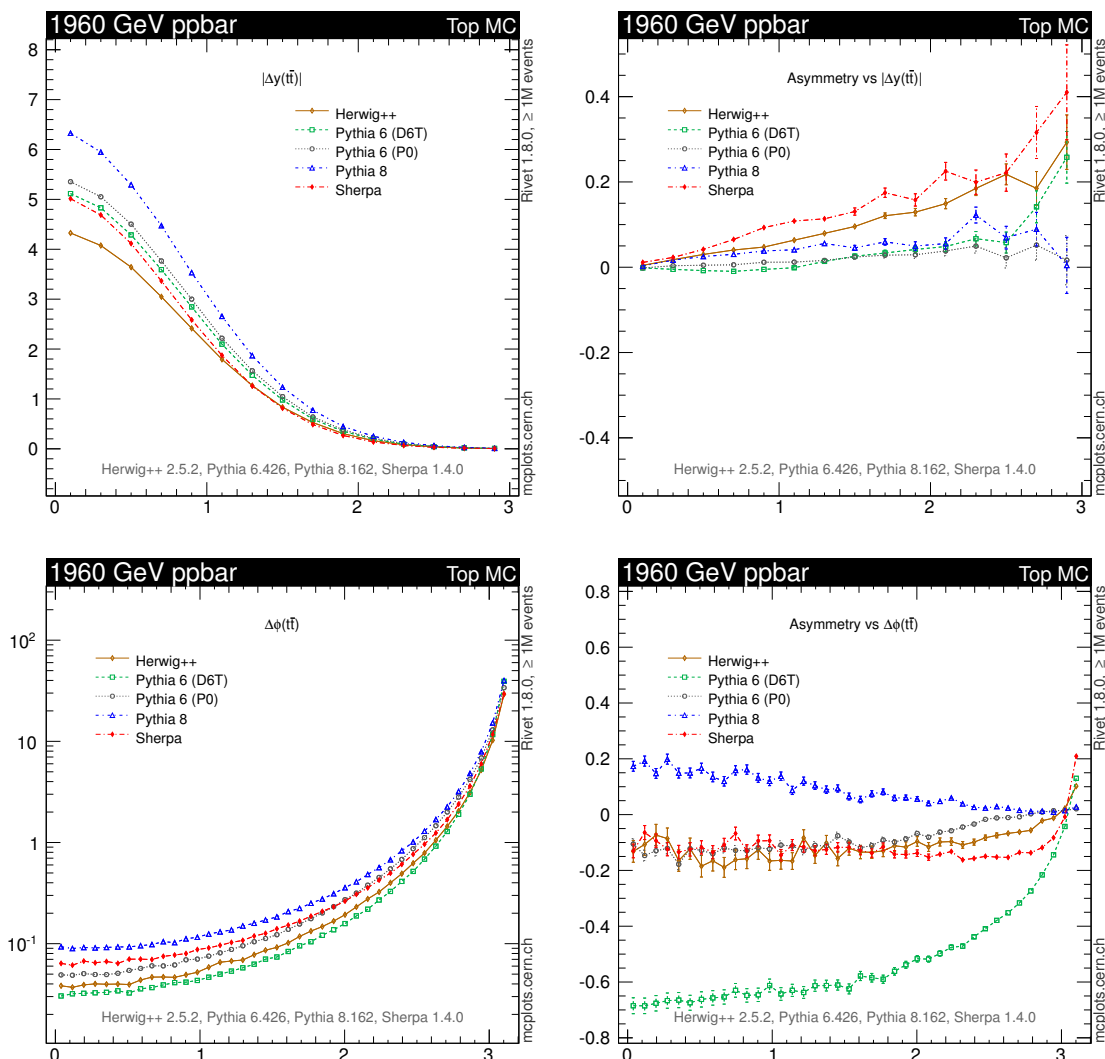 1960 GeV ppbar Top MC
|Δy(tt̄)|
Herwig++
Pythia 6 (D6T)
Pythia 6 (P0)
Pythia 8
Sherpa
8
7
6
5
4
3
2
1
0
0 1 2 3
Herwig++ 2.5.2, Pythia 6.426, Pythia 8.162, Sherpa 1.4.0
Rivet 1.8.0, ≥ 1M events
mcplots.cern.ch
1960 GeV ppbar Top MC
Asymmetry vs |Δy(tt̄)|
Herwig++
Pythia 6 (D6T)
Pythia 6 (P0)
Pythia 8
Sherpa
0.4
0.2
0
-0.2
-0.4
0 1 2 3
Herwig++ 2.5.2, Pythia 6.426, Pythia 8.162, Sherpa 1.4.0
Rivet 1.8.0, ≥ 1M events
mcplots.cern.ch
1960 GeV ppbar Top MC
Δϕ(tt̄)
Herwig++
Pythia 6 (D6T)
Pythia 6 (P0)
Pythia 8
Sherpa
10²
10
1
10⁻¹
0 1 2 3
Herwig++ 2.5.2, Pythia 6.426, Pythia 8.162, Sherpa 1.4.0
Rivet 1.8.0, ≥ 1M events
mcplots.cern.ch
1960 GeV ppbar Top MC
Asymmetry vs Δϕ(tt̄)
Herwig++
Pythia 6 (D6T)
Pythia 6 (P0)
Pythia 8
Sherpa
0.8
0.6
0.4
0.2
0
-0.2
-0.4
-0.6
-0.8
0 1 2 3
Herwig++ 2.5.2, Pythia 6.426, Pythia 8.162, Sherpa 1.4.0
Rivet 1.8.0, ≥ 1M events
mcplots.cern.ch